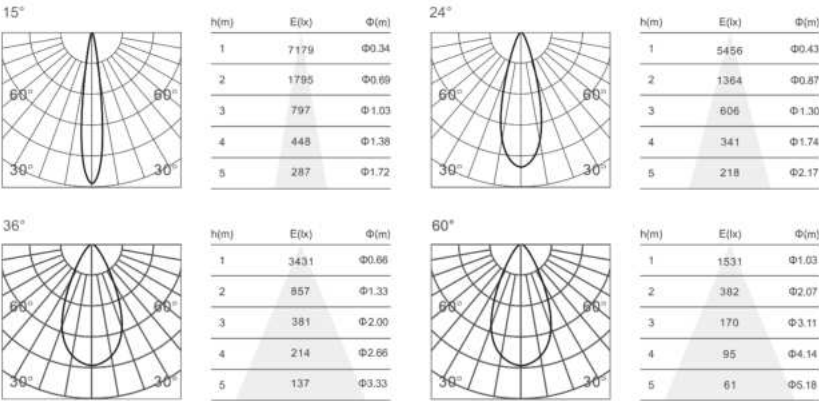 15°
60° 60°
30° 30°
h(m) E(lx) Φ(m)
1 7179 Φ0.34
2 1795 Φ0.69
3 797 Φ1.03
4 448 Φ1.38
5 287 Φ1.72
24°
60° 60°
30° 30°
h(m) E(lx) Φ(m)
1 5456 Φ0.43
2 1364 Φ0.87
3 606 Φ1.30
4 341 Φ1.74
5 218 Φ2.17
36°
60° 60°
30° 30°
h(m) E(lx) Φ(m)
1 3431 Φ0.66
2 857 Φ1.33
3 381 Φ2.00
4 214 Φ2.66
5 137 Φ3.33
60°
60° 60°
30° 30°
h(m) E(lx) Φ(m)
1 1531 Φ1.03
2 382 Φ2.07
3 170 Φ3.11
4 95 Φ4.14
5 61 Φ5.18